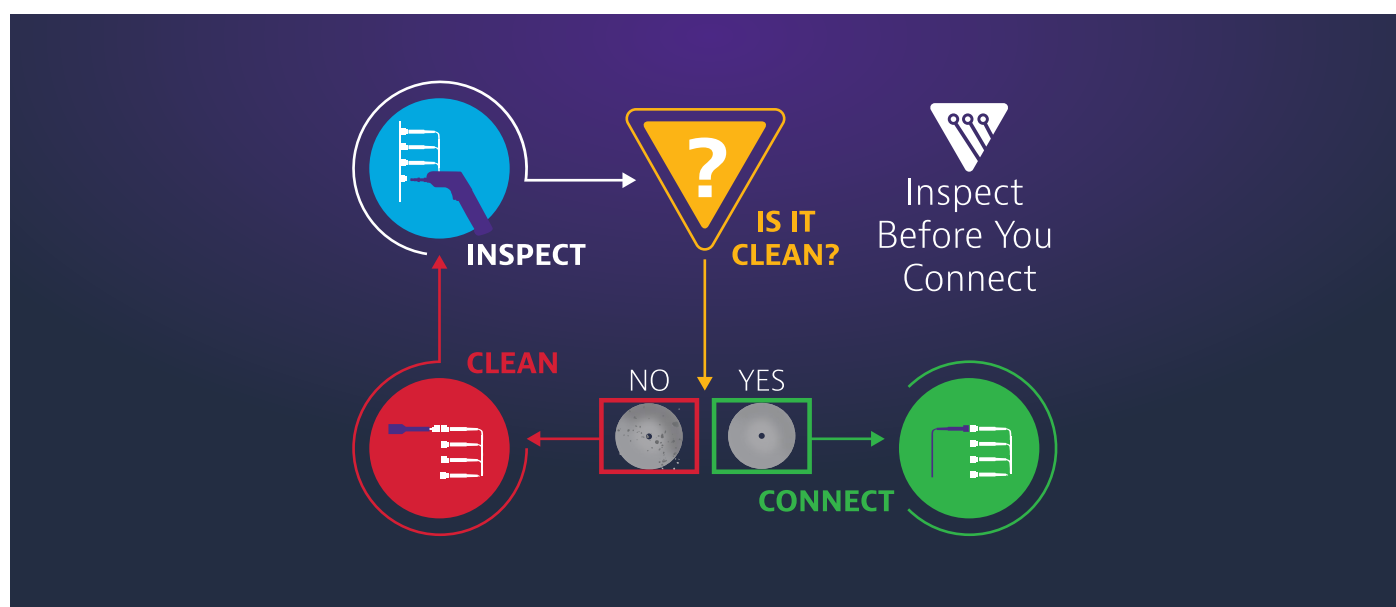 INSPECT
?
IS IT
CLEAN?
Inspect
Before You
Connect
CLEAN
NO
YES
CONNECT